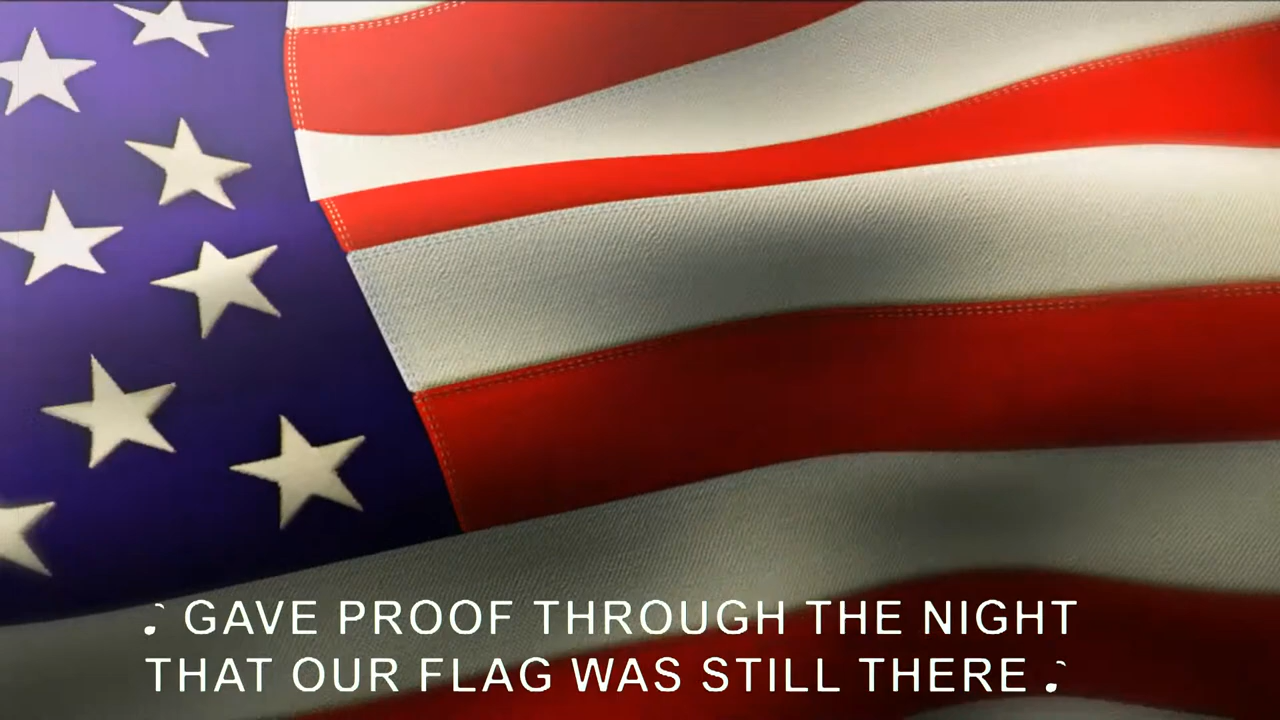 ♪ GAVE PROOF THROUGH THE NIGHT
THAT OUR FLAG WAS STILL THERE ♪